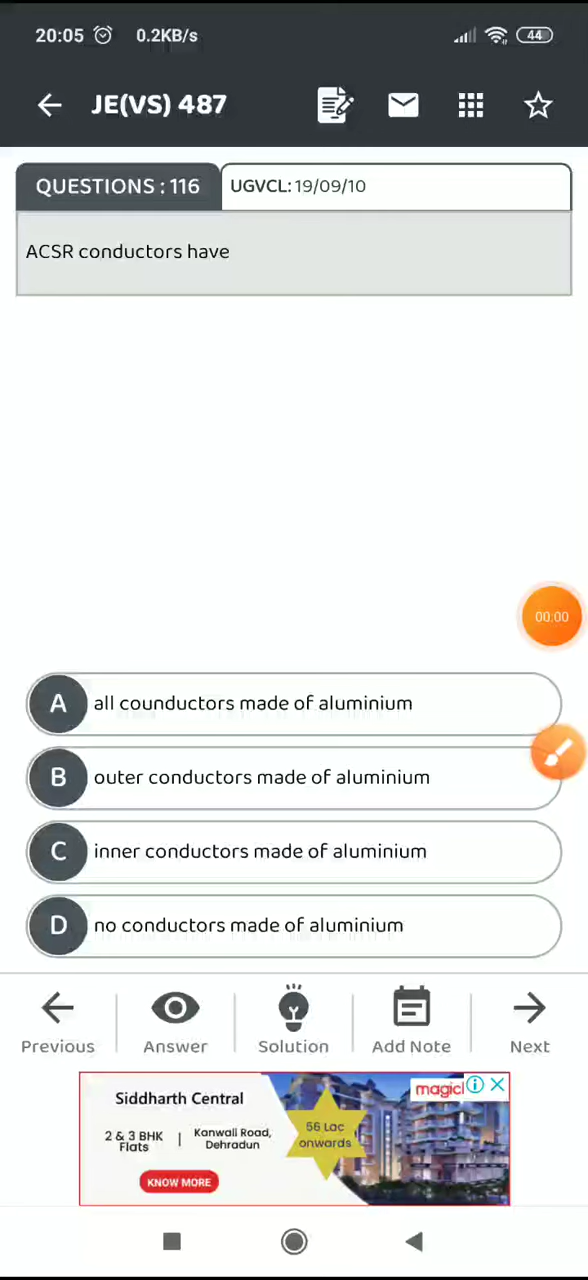 20:05 0.2KB/s 44
JE(VS) 487
QUESTIONS : 116 UGVCL: 19/09/10
ACSR conductors have
00:00
A all counductors made of aluminium
B outer conductors made of aluminium
C inner conductors made of aluminium
D no conductors made of aluminium
Previous Answer Solution Add Note Next
Siddharth Central
magicl
2 & 3 BHK Flats | Kanwali Road, Dehradun
56 Lac onwards
KNOW MORE